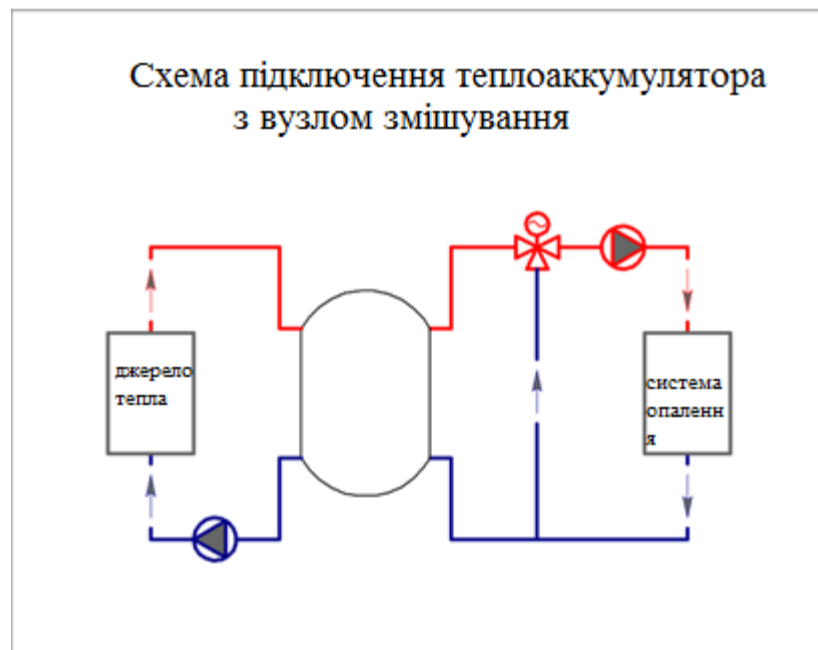 Схема підключення теплоаккумулятора
з вузлом змішування
джерело
тепла
система
опаленн
я